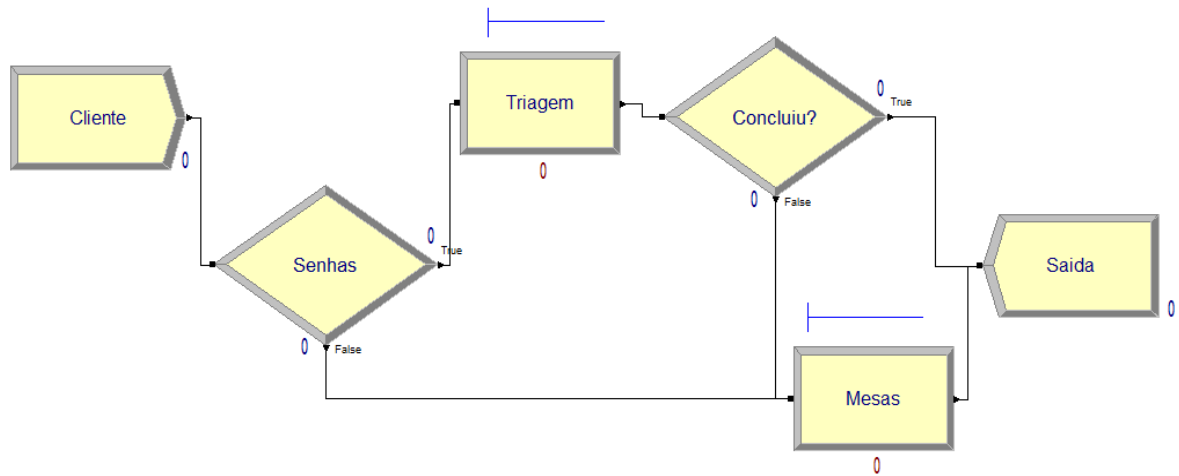 Cliente
0
Senhas
0
True
0
False
Triagem
0
Concluiu?
0
True
0
False
Mesas
0
Saida
0